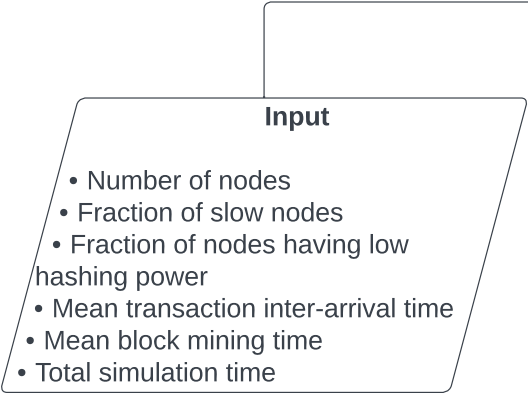 Input
• Number of nodes
• Fraction of slow nodes
• Fraction of nodes having low
hashing power
• Mean transaction inter-arrival time
• Mean block mining time
• Total simulation time